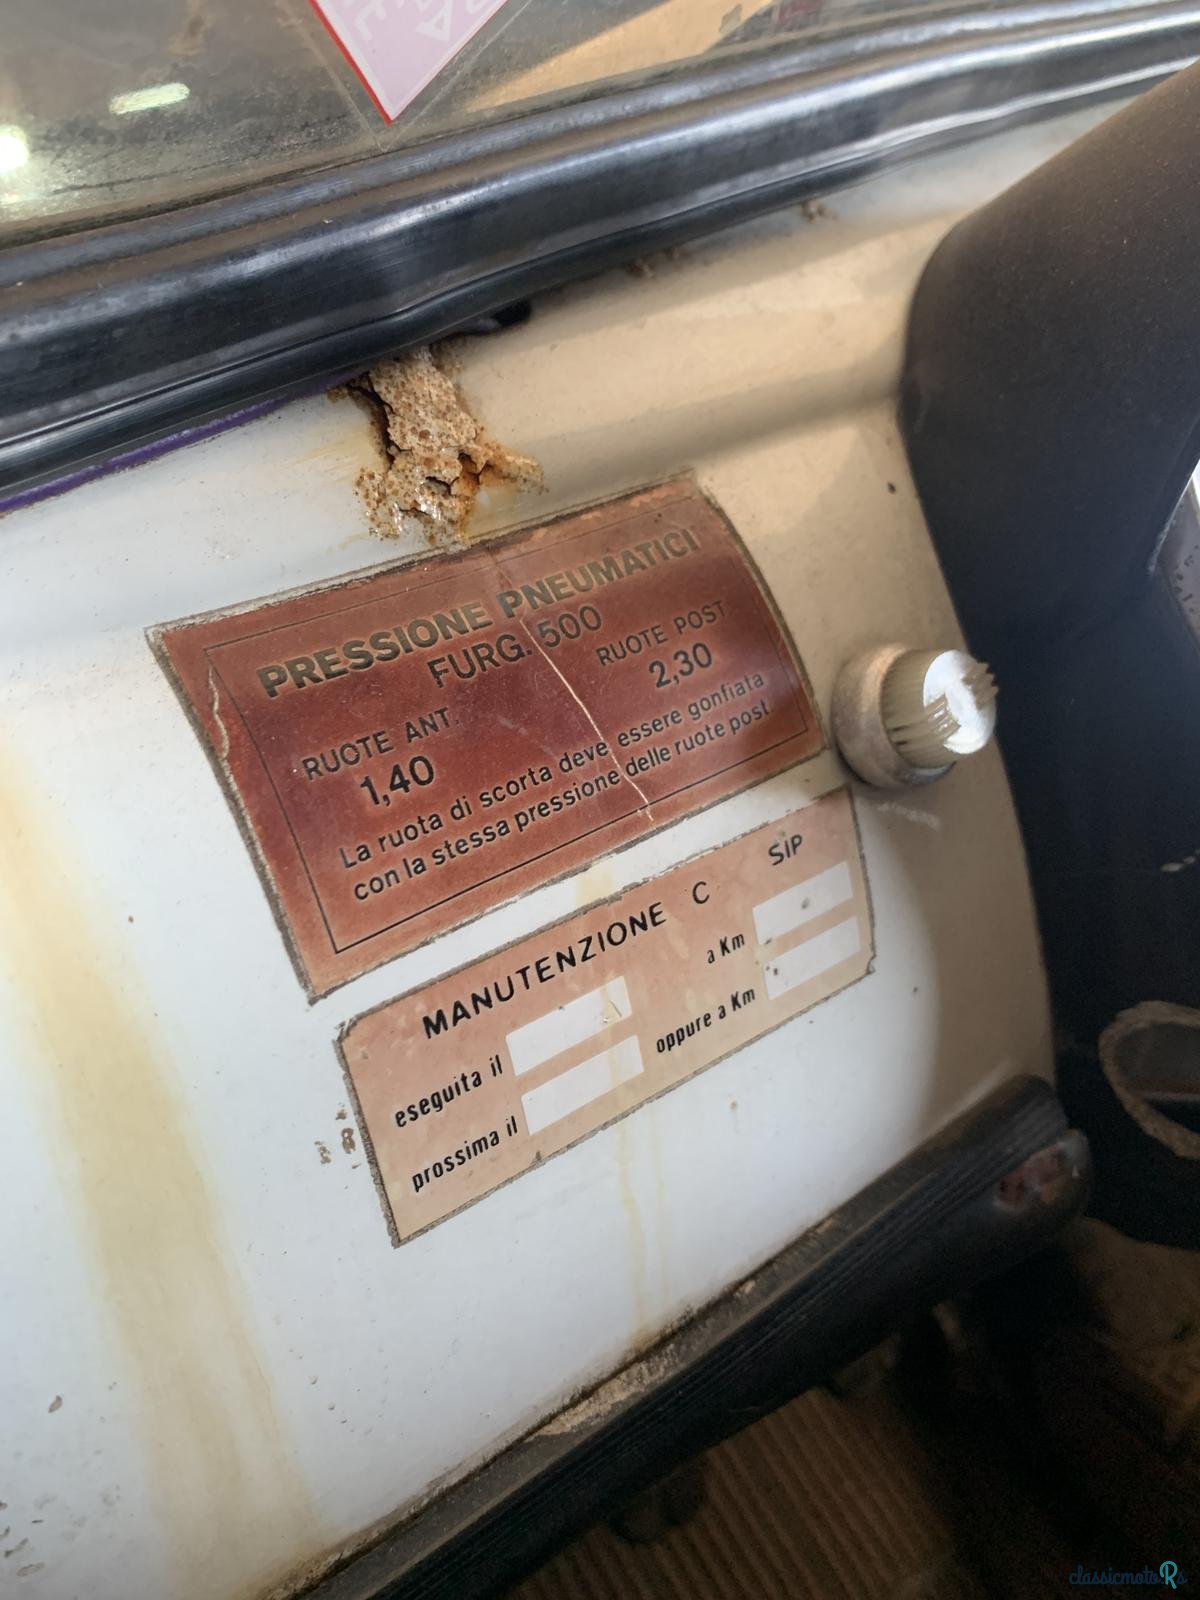 PRESSIONE PNEUMATICI
FURG. 500
RUOTE ANT. RUOTE POST
1,40 2,30
La ruota di scorta deve essere gonfiata
con la stessa pressione delle ruote post.
MANUTENZIONE C SIP
eseguita il a Km
prossima il oppure a Km
classicmotoRs